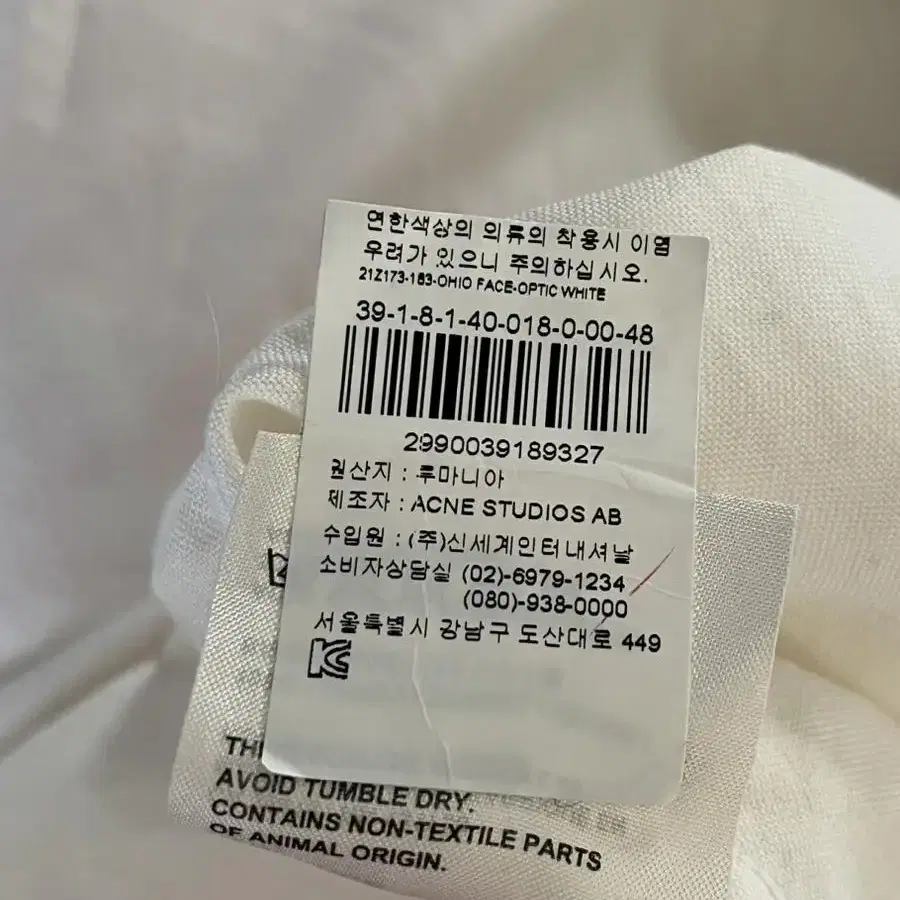 연한색상의 의류의 착용시 이염
우려가 있으니 주의하십시오.
21Z173-183-OHIO FACE-OPTIC WHITE
39-1-8-1-40-018-0-00-48
2990039189327
원산지 : 루마니아
제조자 : ACNE STUDIOS AB
수입원 : (주)신세계인터내셔날
소비자상담실 (02)-6979-1234
(080)-938-0000
서울특별시 강남구 도산대로 449
KC
AVOID TUMBLE DRY.
CONTAINS NON-TEXTILE PARTS
OF ANIMAL ORIGIN.